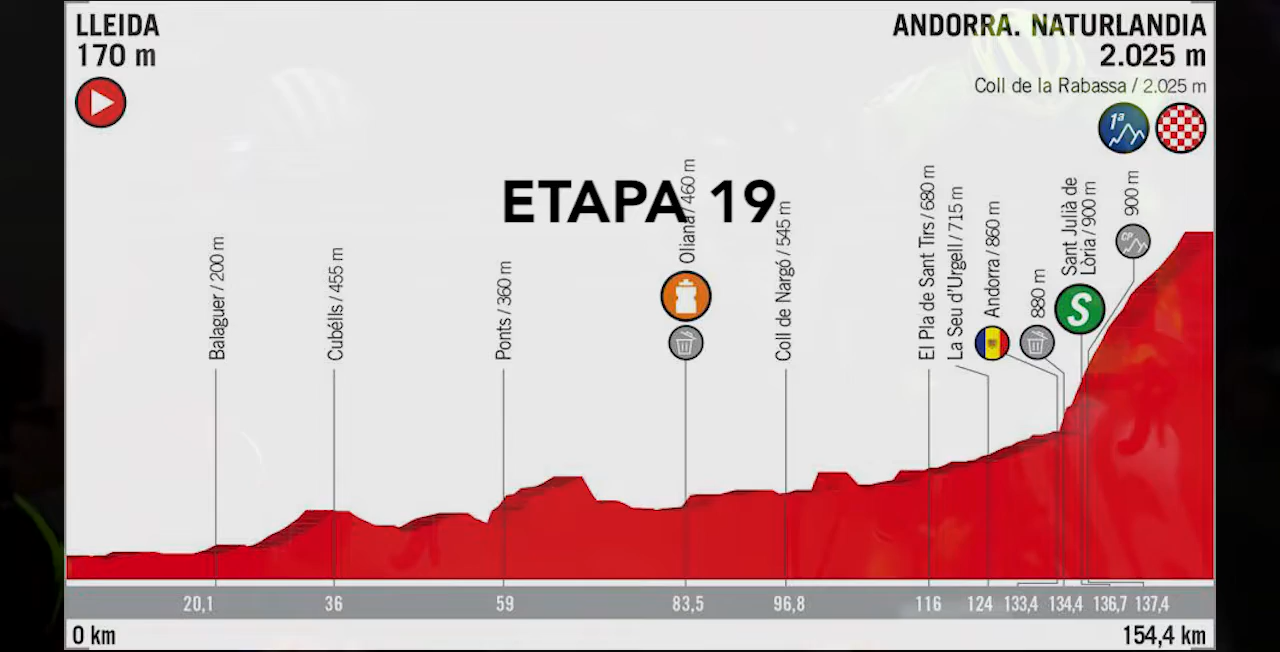 LLEIDA
170 m
ANDORRA. NATURLANDIA
2.025 m
Coll de la Rabassa / 2.025 m
1ª
ETAPA 19
Balaguer / 200 m
Cubélls / 455 m
Ponts / 360 m
Oliana / 460 m
Coll de Nargó / 545 m
El Pla de Sant Tirs / 680 m
La Seu d'Urgell / 715 m
Andorra / 860 m
880 m
Sant Julià de
Lòria / 900 m
S
900 m
CP
20,1 36 59 83,5 96,8 116 124 133,4 134,4 136,7 137,4
0 km 154,4 km